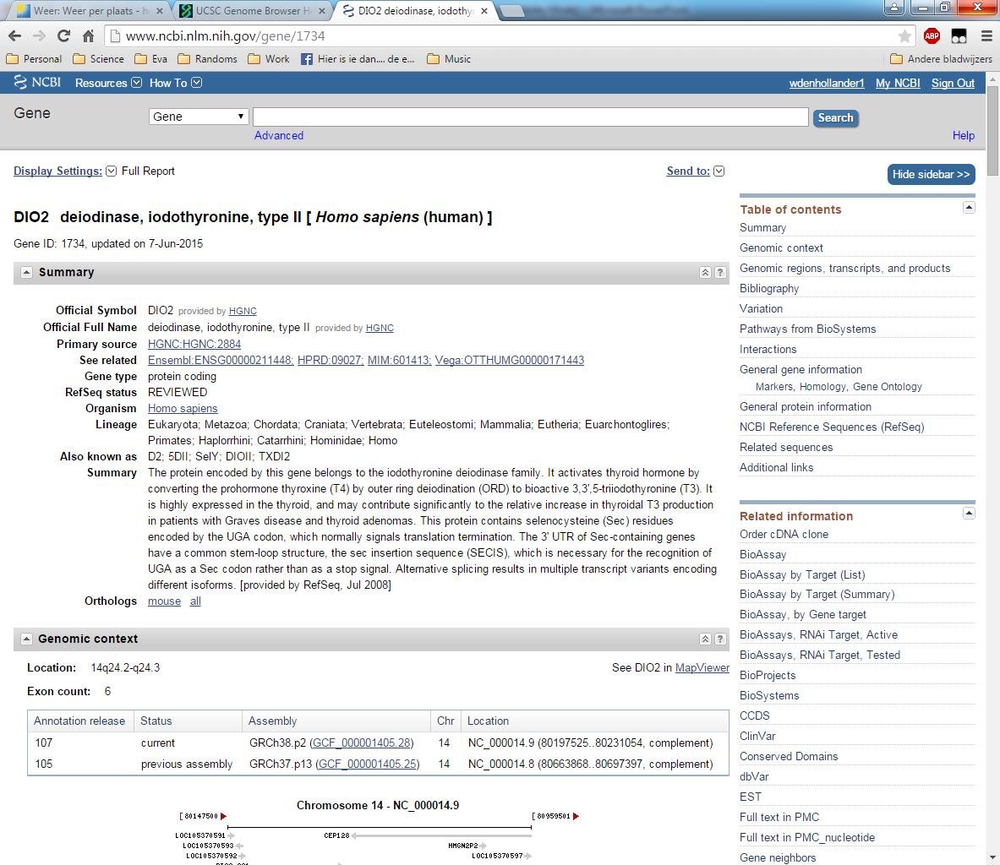 Weer: Weer per plaats - h
UCSC Genome Browser H
DIO2 deiodinase, iodothy
www.ncbi.nlm.nih.gov/gene/1734
ABP
Personal Science Eva Randoms Work Hier is ie dan.... de e... Music Andere bladwijzers
NCBI Resources How To wdenhollander1 My NCBI Sign Out
Gene Gene Search
Advanced Help
Display Settings: Full Report Send to: Hide sidebar >>
DIO2 deiodinase, iodothyronine, type II [ Homo sapiens (human) ]
Gene ID: 1734, updated on 7-Jun-2015
Summary ?
Official Symbol DIO2 provided by HGNC
Official Full Name deiodinase, iodothyronine, type II provided by HGNC
Primary source HGNC:HGNC:2884
See related Ensembl:ENSG00000211448; HPRD:09027; MIM:601413; Vega:OTTHUMG00000171443
Gene type protein coding
RefSeq status REVIEWED
Organism Homo sapiens
Lineage Eukaryota; Metazoa; Chordata; Craniata; Vertebrata; Euteleostomi; Mammalia; Eutheria; Euarchontoglires;
Primates; Haplorrhini; Catarrhini; Hominidae; Homo
Also known as D2; 5DII; SelY; DIOII; TXDI2
Summary The protein encoded by this gene belongs to the iodothyronine deiodinase family. It activates thyroid hormone by
converting the prohormone thyroxine (T4) by outer ring deiodination (ORD) to bioactive 3,3',5-triiodothyronine (T3). It
is highly expressed in the thyroid, and may contribute significantly to the relative increase in thyroidal T3 production
in patients with Graves disease and thyroid adenomas. This protein contains selenocysteine (Sec) residues
encoded by the UGA codon, which normally signals translation termination. The 3' UTR of Sec-containing genes
have a common stem-loop structure, the sec insertion sequence (SECIS), which is necessary for the recognition of
UGA as a Sec codon rather than as a stop signal. Alternative splicing results in multiple transcript variants encoding
different isoforms. [provided by RefSeq, Jul 2008]
Orthologs mouse all
Genomic context ?
Location: 14q24.2-q24.3 See DIO2 in MapViewer
Exon count: 6
Annotation release Status Assembly Chr Location
107 current GRCh38.p2 (GCF_000001405.28) 14 NC_000014.9 (80197525..80231054, complement)
105 previous assembly GRCh37.p13 (GCF_000001405.25) 14 NC_000014.8 (80663868..80697397, complement)
Chromosome 14 - NC_000014.9
[ 80147500 [ 80959501
LOC105370591 CEP128
LOC105370593 HMGN2P2
LOC105370592 LOC105370597
Table of contents
Summary
Genomic context
Genomic regions, transcripts, and products
Bibliography
Variation
Pathways from BioSystems
Interactions
General gene information
Markers, Homology, Gene Ontology
General protein information
NCBI Reference Sequences (RefSeq)
Related sequences
Additional links
Related information
Order cDNA clone
BioAssay
BioAssay by Target (List)
BioAssay by Target (Summary)
BioAssay, by Gene target
BioAssays, RNAi Target, Active
BioAssays, RNAi Target, Tested
BioProjects
BioSystems
CCDS
ClinVar
Conserved Domains
dbVar
EST
Full text in PMC
Full text in PMC_nucleotide
Gene neighbors